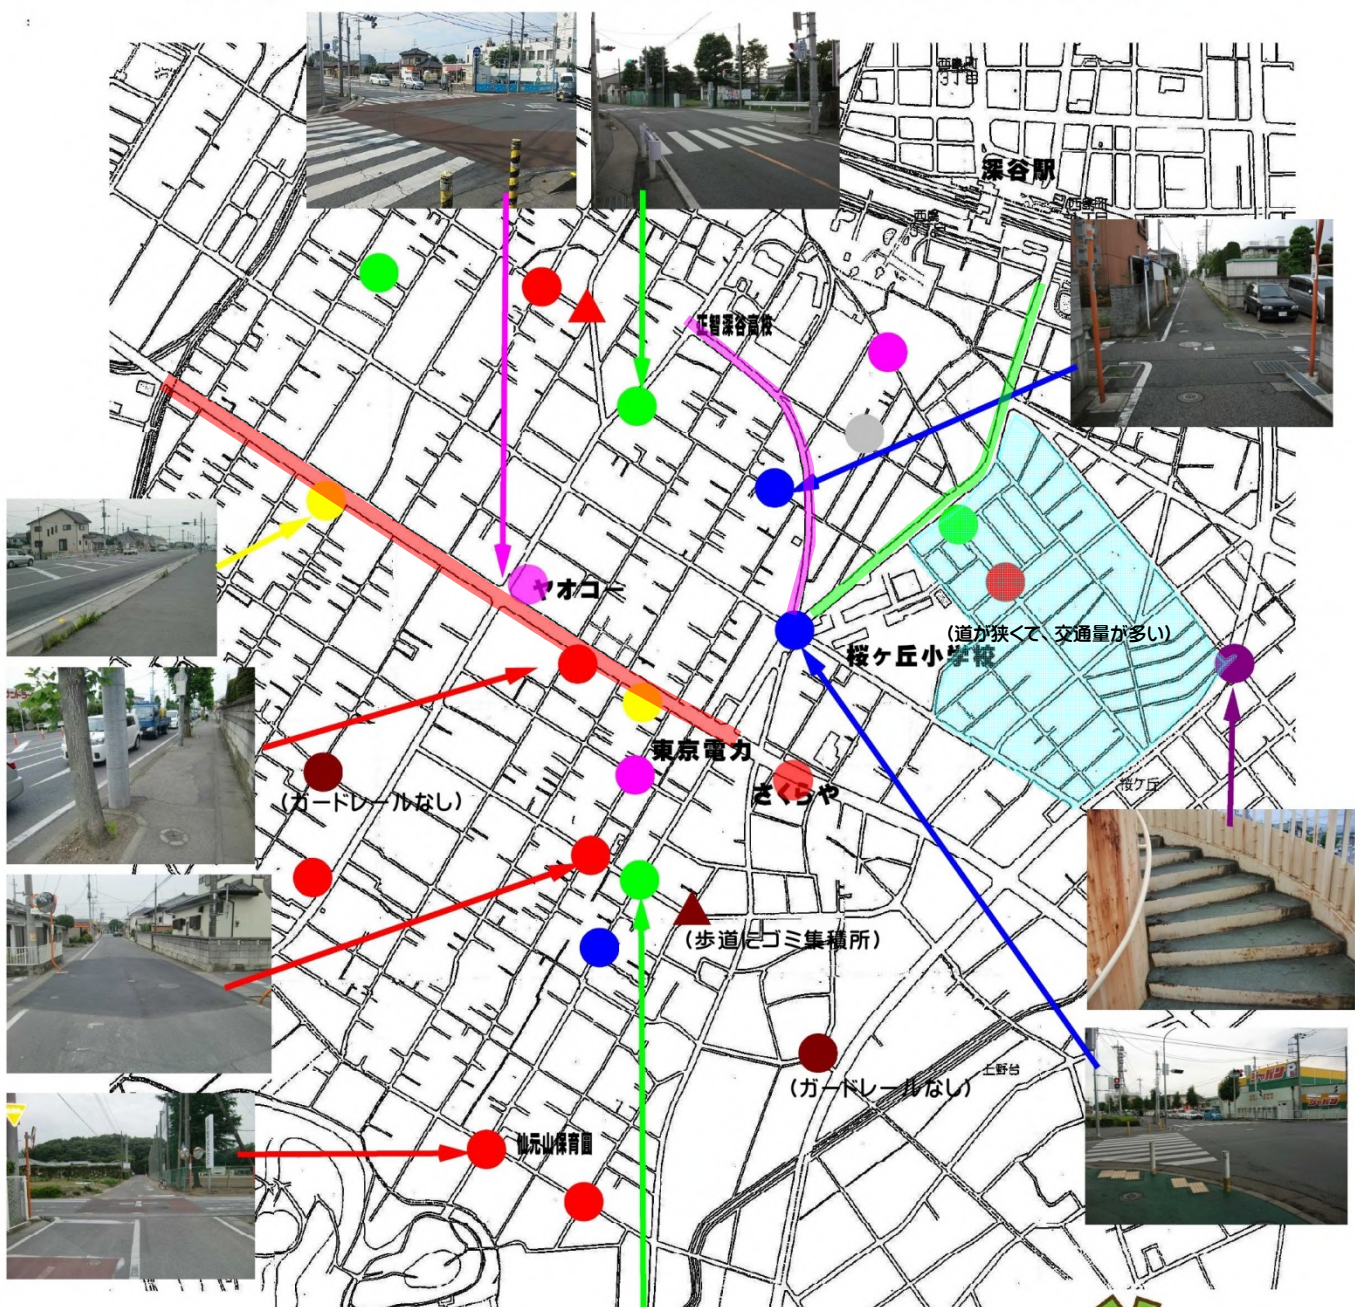 西島町
3丁目
深谷駅
西島
正智深谷高校
ヤオコー
(道が狭くて、交通量が多い)
桜ヶ丘小学校
東京電力
さくらや
桜ケ丘
(ガードレールなし)
(歩道にゴミ集積所)
上野台
(ガードレールなし)
仙元山保育園